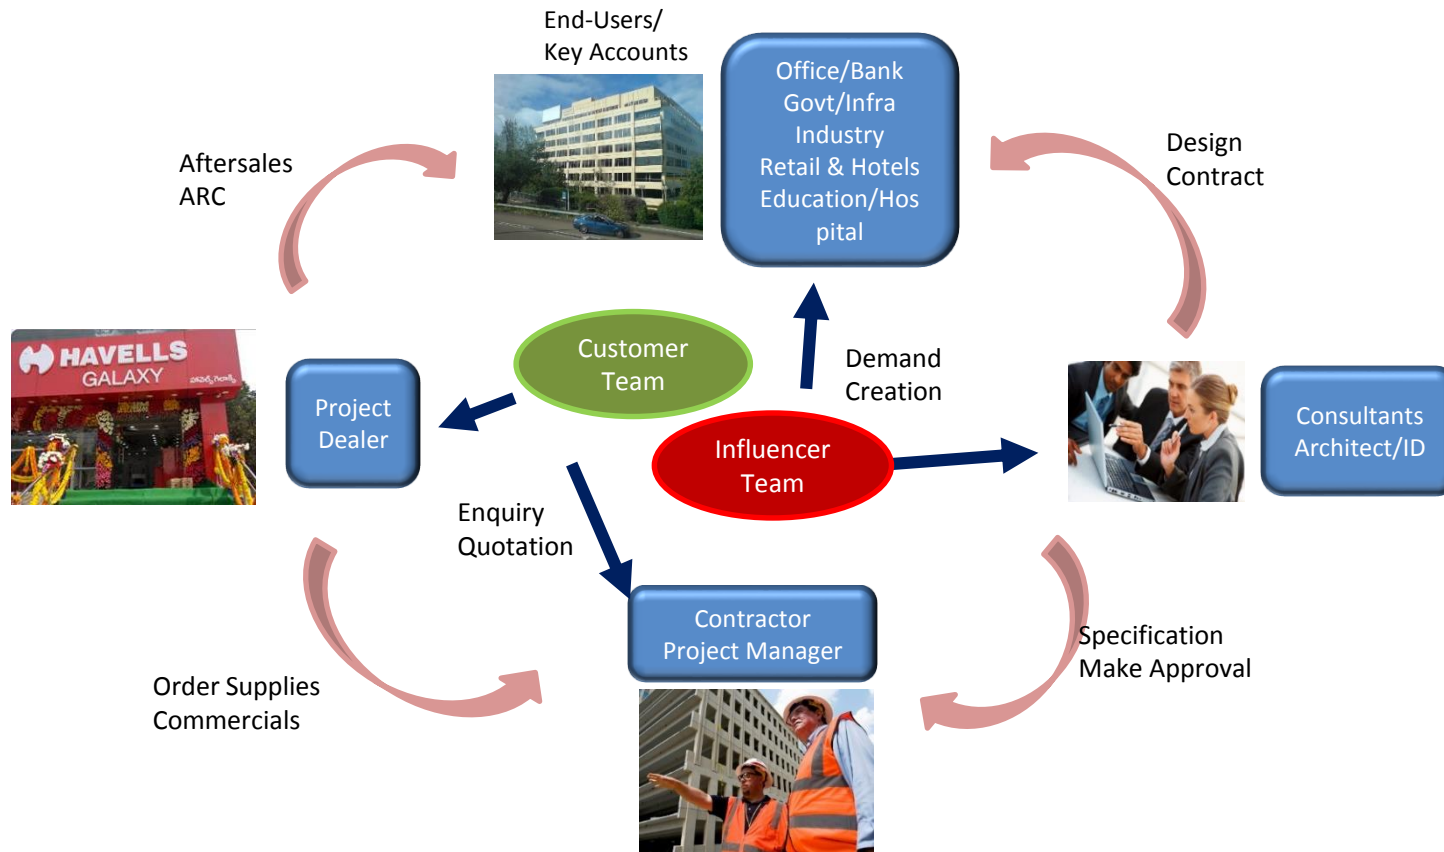 End-Users/
Key Accounts
Office/Bank
Govt/Infra
Industry
Retail & Hotels
Education/Hos
pital
Aftersales
ARC
Design
Contract
HAVELLS
GALAXY
హావెల్స్ గెలాక్సీ
Project
Dealer
Customer
Team
Demand
Creation
Influencer
Team
Consultants
Architect/ID
Enquiry
Quotation
Contractor
Project Manager
Specification
Make Approval
Order Supplies
Commercials